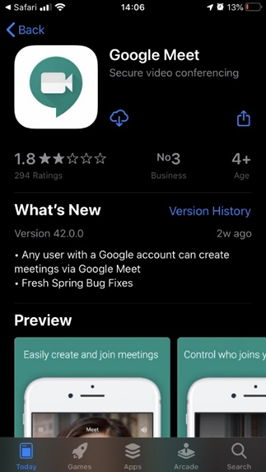 Safari
14:06
13%
Back
Google Meet
Secure video conferencing
1.8
No3
4+
294 Ratings
Business
Age
What's New
Version History
Version 42.0.0
2w ago
• Any user with a Google account can create
meetings via Google Meet
• Fresh Spring Bug Fixes
Preview
Easily create and join meetings
Control who joins y
Meet
Today
Games
Apps
Arcade
Search